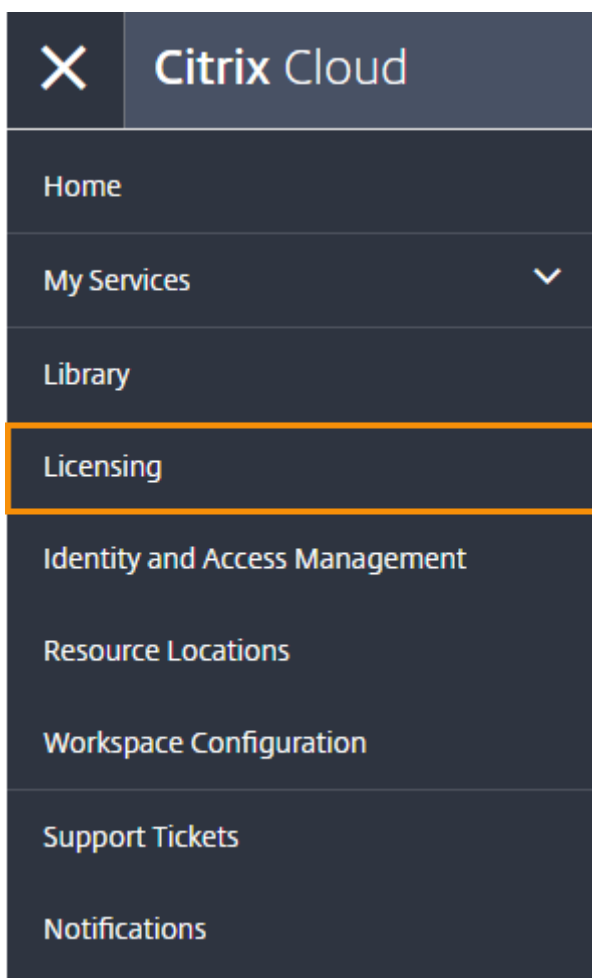 Citrix Cloud
Home
My Services
Library
Licensing
Identity and Access Management
Resource Locations
Workspace Configuration
Support Tickets
Notifications